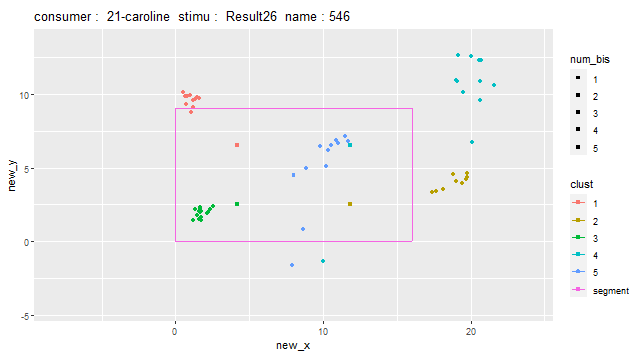 consumer : 21-caroline stimu : Result26 name : 546
new_y
10
5
0
-5
0
10
20
new_x
num_bis
1
2
3
4
5
clust
1
2
3
4
5
segment